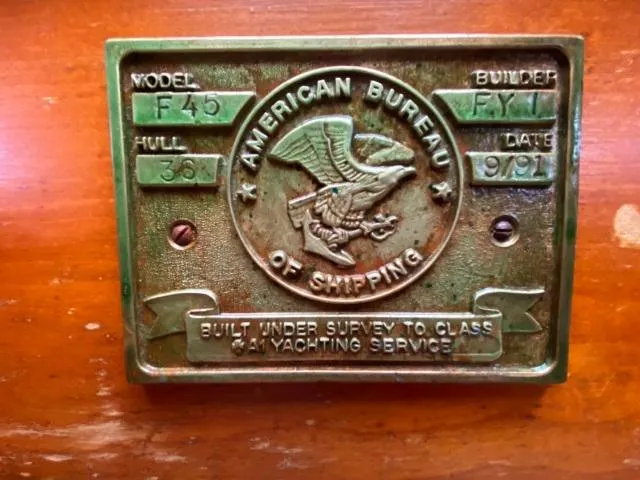 MODEL
F 45
HULL
36
BUILDER
F Y I
DATE
9/91
AMERICAN BUREAU
OF SHIPPING
BUILT UNDER SURVEY TO CLASS
✠A1 YACHTING SERVICE